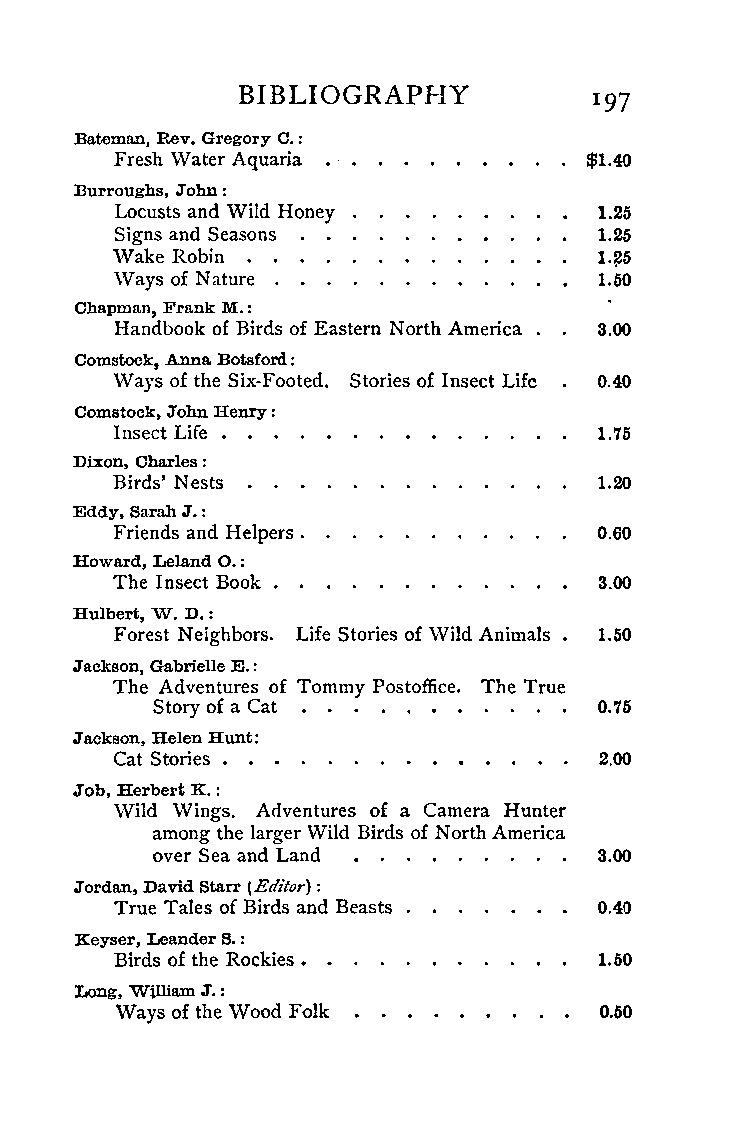 BIBLIOGRAPHY 197
Bateman, Rev. Gregory C.:
Fresh Water Aquaria . . . . . . . . . . $1.40
Burroughs, John:
Locusts and Wild Honey . . . . . . . . . 1.25
Signs and Seasons . . . . . . . . . . . 1.25
Wake Robin . . . . . . . . . . . . . 1.25
Ways of Nature . . . . . . . . . . . . 1.50
Chapman, Frank M.:
Handbook of Birds of Eastern North America . . 3.00
Comstock, Anna Botsford:
Ways of the Six-Footed. Stories of Insect Life . 0.40
Comstock, John Henry:
Insect Life . . . . . . . . . . . . . . 1.75
Dixon, Charles:
Birds' Nests . . . . . . . . . . . . . 1.20
Eddy, Sarah J.:
Friends and Helpers . . . . . . . . . . . 0.60
Howard, Leland O.:
The Insect Book . . . . . . . . . . . . 3.00
Hulbert, W. D.:
Forest Neighbors. Life Stories of Wild Animals . 1.50
Jackson, Gabrielle E.:
The Adventures of Tommy Postoffice. The True
Story of a Cat . . . . . . . . . . . 0.75
Jackson, Helen Hunt:
Cat Stories . . . . . . . . . . . . . . 2.00
Job, Herbert K.:
Wild Wings. Adventures of a Camera Hunter
among the larger Wild Birds of North America
over Sea and Land . . . . . . . . . 3.00
Jordan, David Starr (Editor):
True Tales of Birds and Beasts . . . . . . . 0.40
Keyser, Leander S.:
Birds of the Rockies . . . . . . . . . . . 1.50
Long, William J.:
Ways of the Wood Folk . . . . . . . . . 0.50